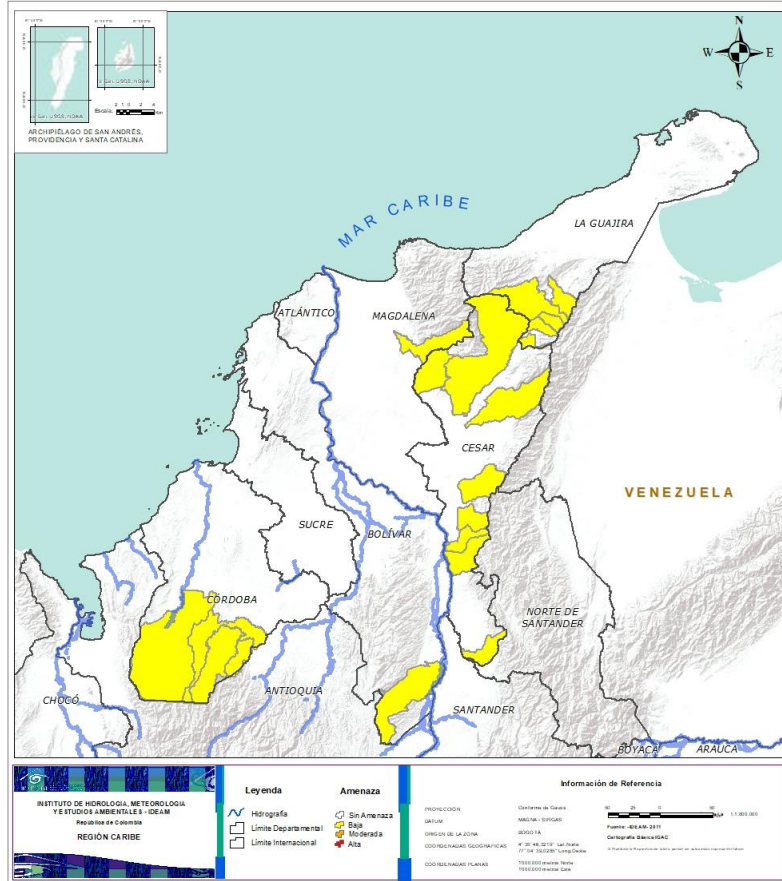 ARCHIPIÉLAGO DE SAN ANDRÉS,
PROVIDENCIA Y SANTA CATALINA
N
W
E
S
MAR CARIBE
LA GUAJIRA
ATLÁNTICO
MAGDALENA
CESAR
VENEZUELA
SUCRE
BOLÍVAR
CÓRDOBA
NORTE DE
SANTANDER
ANTIOQUIA
CHOCÓ
SANTANDER
BOYACÁ
ARAUCA
INSTITUTO DE HIDROLOGIA, METEOROLOGIA
Y ESTUDIOS AMBIENTALES - IDEAM
República de Colombia
REGIÓN CARIBE
Leyenda
Hidrografía
Límite Departamental
Límite Internacional
Amenaza
Sin Amenaza
Baja
Moderada
Alta
Información de Referencia
PROYECCIÓN
Conforme de Gauss
DATUM
MAGNA - SIRGAS
ORIGEN DE LA ZONA
BOGOTÁ
COORDENADAS GEOGRÁFICAS
COORDENADAS PLANAS
Fuente: -IDEAM- 2011
Cartografía Básica IGAC